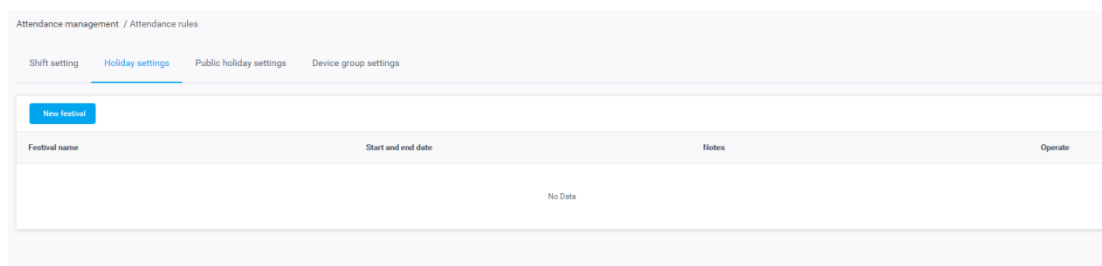 Attendance management / Attendance rules
Shift setting Holiday settings Public holiday settings Device group settings
New festival
Festival name Start and end date Notes Operate
No Data